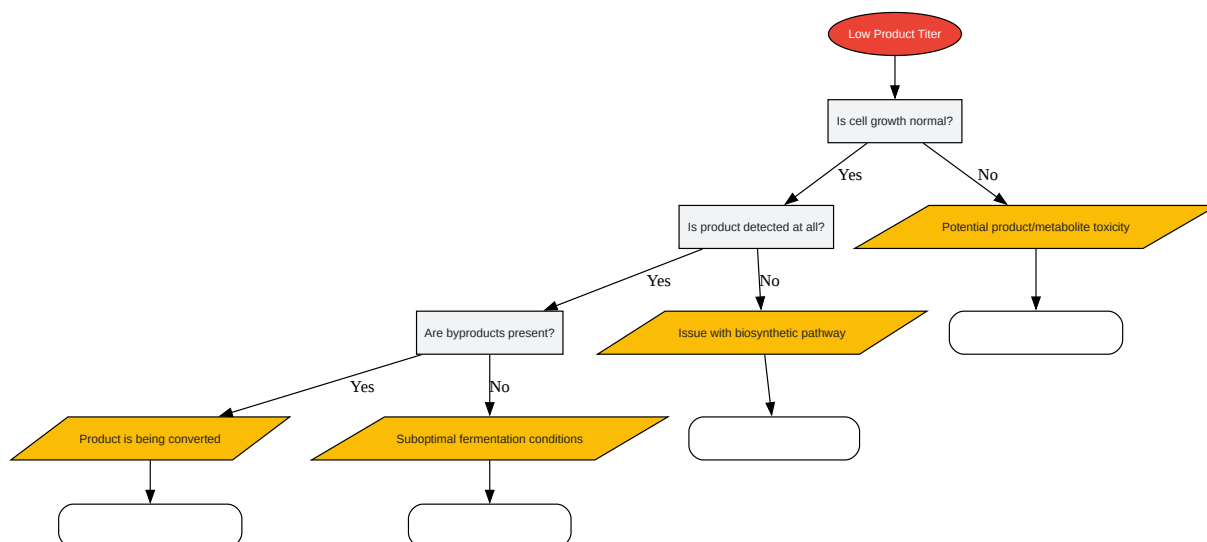 Low Product Titer
Is cell growth normal?
Yes
No
Is product detected at all?
Potential product/metabolite toxicity
Yes
No
Are byproducts present?
Issue with biosynthetic pathway
Yes
No
Product is being converted
Suboptimal fermentation conditions